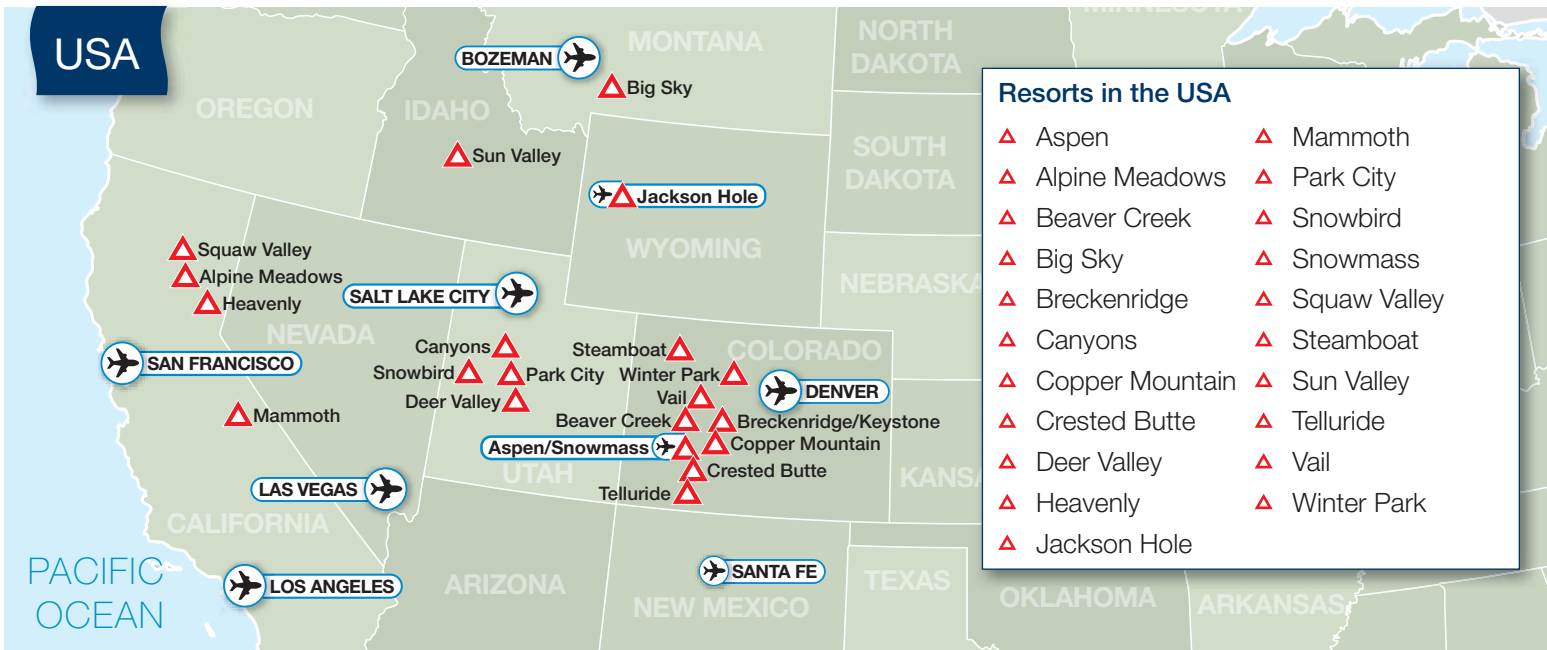 USA
MINNESOTA
NORTH
DAKOTA
MONTANA
BOZEMAN
Big Sky
OREGON
IDAHO
Sun Valley
SOUTH
DAKOTA
Jackson Hole
WYOMING
Squaw Valley
Alpine Meadows
Heavenly
SALT LAKE CITY
NEBRASKA
NEVADA
SAN FRANCISCO
Canyons
Snowbird
Park City
Deer Valley
Steamboat
COLORADO
Winter Park
DENVER
Vail
Beaver Creek
Breckenridge/Keystone
Mammoth
Aspen/Snowmass
Copper Mountain
UTAH
Crested Butte
KANSA
Telluride
LAS VEGAS
CALIFORNIA
PACIFIC
OCEAN
LOS ANGELES
ARIZONA
SANTA FE
NEW MEXICO
TEXAS
OKLAHOMA
ARKANSAS
Resorts in the USA
Aspen
Alpine Meadows
Beaver Creek
Big Sky
Breckenridge
Canyons
Copper Mountain
Crested Butte
Deer Valley
Heavenly
Jackson Hole
Mammoth
Park City
Snowbird
Snowmass
Squaw Valley
Steamboat
Sun Valley
Telluride
Vail
Winter Park